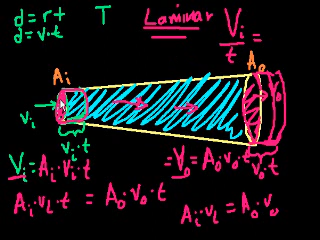 d = r t T Laminar V_i / t =
d = v · t
A_i A_o
v_i v_o
v_i · t v_o · t
V_i = A_i · v_i · t = V_o = A_o · v_o · t
A_i · v_i · t = A_o · v_o · t
A_i · v_i = A_o · v_o